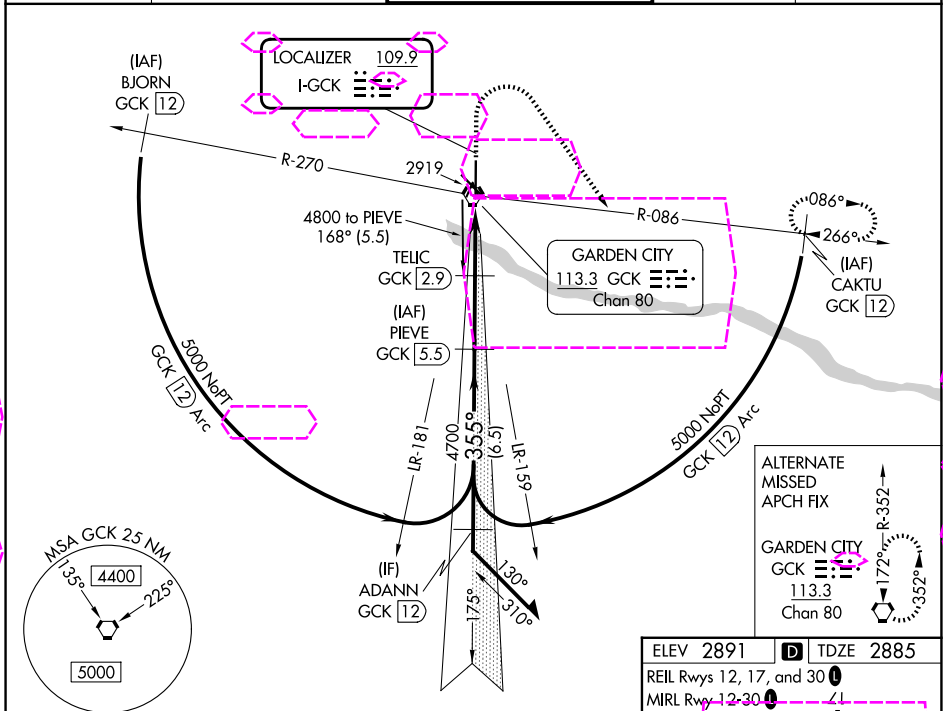 LOCALIZER 109.9
I-GCK
(IAF)
BJORN
GCK 12
R-270
2919
4800 to PIEVE
168° (5.5)
TELIC
GCK 2.9
(IAF)
PIEVE
GCK 5.5
R-086
086°
266°
(IAF)
CAKTU
GCK 12
GARDEN CITY
113.3 GCK
Chan 80
5000 NoPT
GCK 12 Arc
LR-181
4700
355°
(6.5)
LR-159
5000 NoPT
GCK 12 Arc
(IF)
ADANN
GCK 12
175°
130°
310°
MSA GCK 25 NM
135°
4400
225°
5000
ALTERNATE
MISSED
APCH FIX
GARDEN CITY
GCK
113.3
Chan 80
R-352
172°
352°
ELEV 2891 D TDZE 2885
REIL Rwys 12, 17, and 30 L
MIRL Rwy 12-30 L